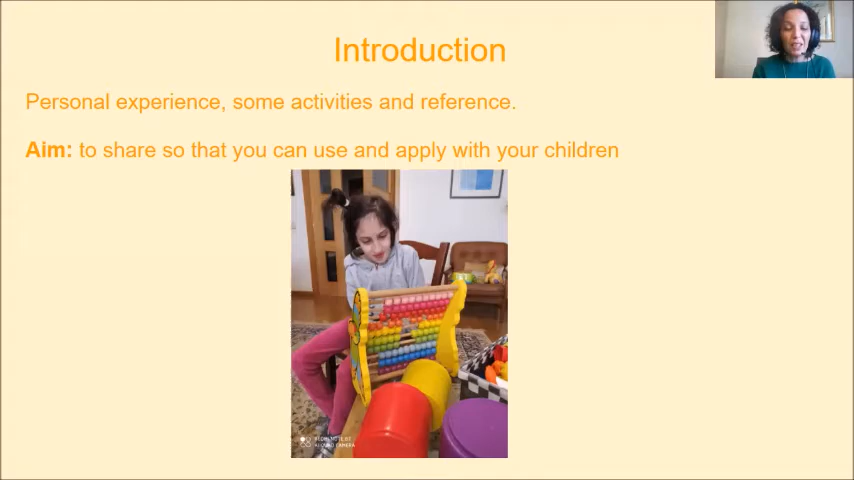 Introduction
Personal experience, some activities and reference.
Aim: to share so that you can use and apply with your children